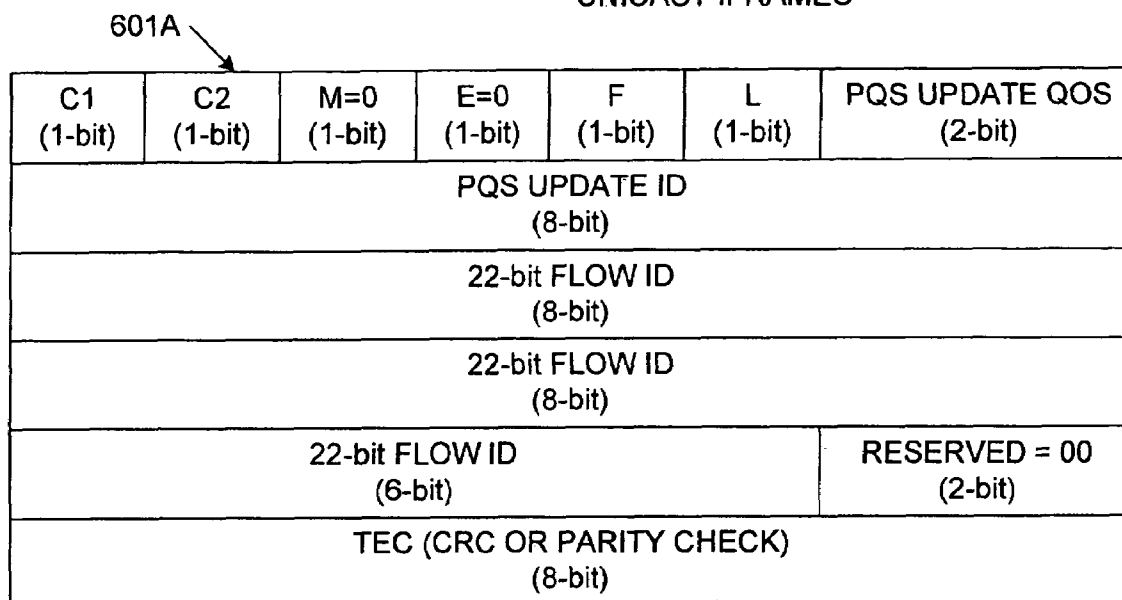 601A
C1 C2 M=0 E=0 F L PQS UPDATE QOS
(1-bit) (1-bit) (1-bit) (1-bit) (1-bit) (1-bit) (2-bit)
PQS UPDATE ID
(8-bit)
22-bit FLOW ID
(8-bit)
22-bit FLOW ID
(8-bit)
22-bit FLOW ID RESERVED = 00
(6-bit) (2-bit)
TEC (CRC OR PARITY CHECK)
(8-bit)